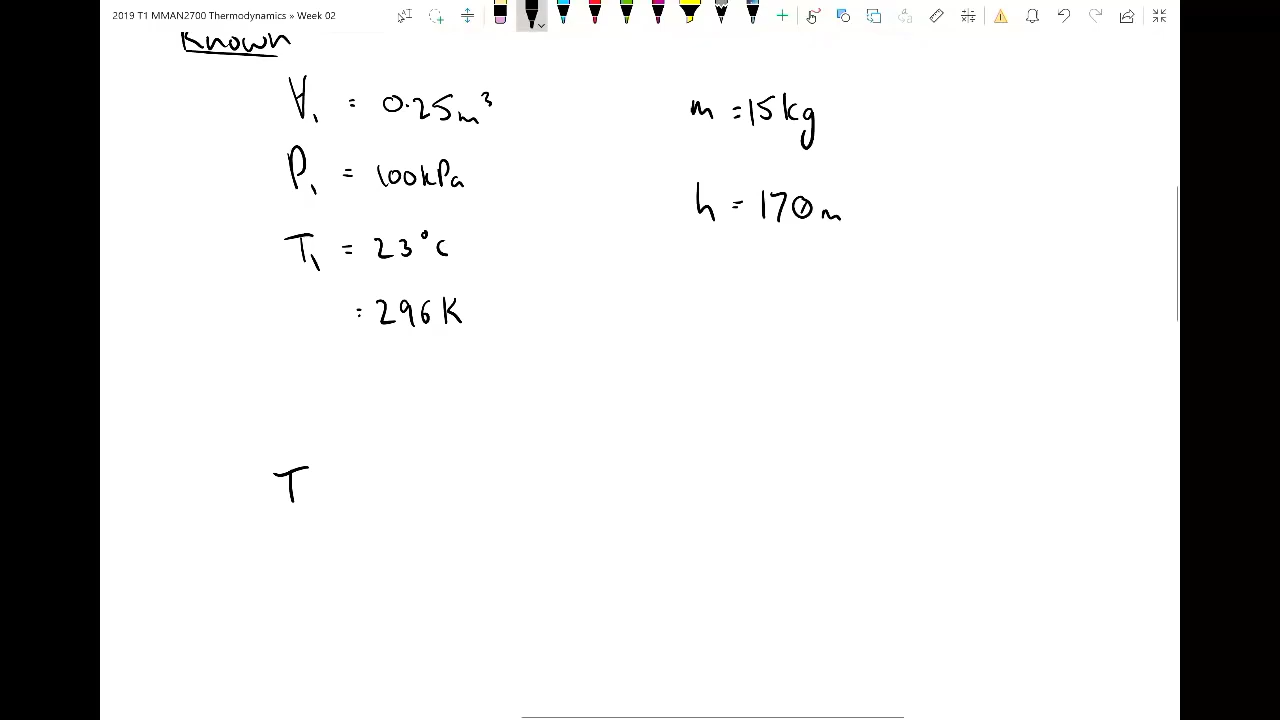 2019 T1 MMAN2700 Thermodynamics » Week 02
Known
V₁ = 0.25m³
P₁ = 100kPa
T₁ = 23°C
= 296K
m = 15kg
h = 170m
T